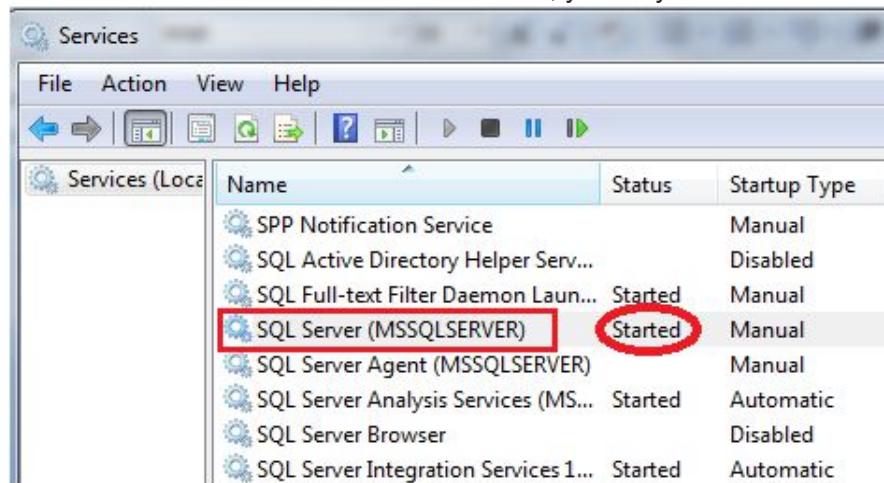 Services
File Action View Help
Services (Loca
Name Status Startup Type
SPP Notification Service Manual
SQL Active Directory Helper Serv... Disabled
SQL Full-text Filter Daemon Laun... Started Manual
SQL Server (MSSQLSERVER) Started Manual
SQL Server Agent (MSSQLSERVER) Manual
SQL Server Analysis Services (MS... Started Automatic
SQL Server Browser Disabled
SQL Server Integration Services 1... Started Automatic